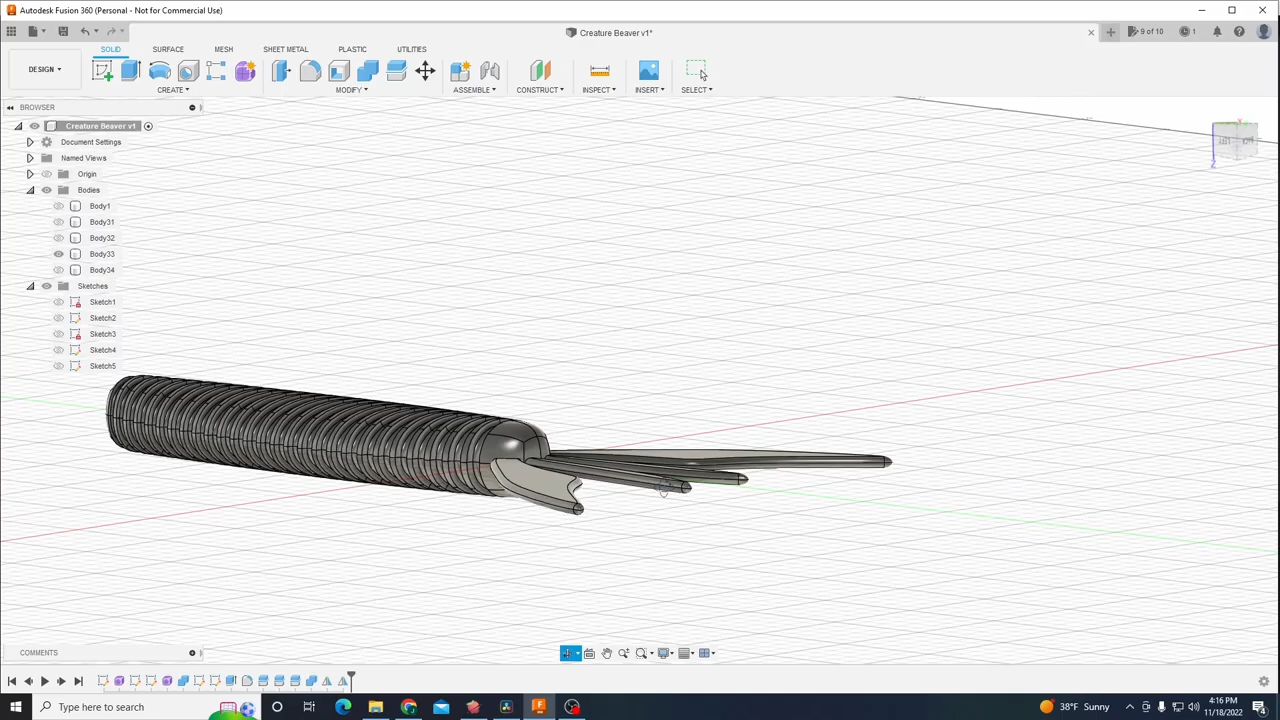 Autodesk Fusion 360 (Personal - Not for Commercial Use)
Creature Beaver v1*
9 of 10
1
SOLID
SURFACE
MESH
SHEET METAL
PLASTIC
UTILITIES
DESIGN
CREATE
MODIFY
ASSEMBLE
CONSTRUCT
INSPECT
INSERT
SELECT
BROWSER
Creature Beaver v1
Document Settings
Named Views
Origin
Bodies
Body1
Body31
Body32
Body33
Body34
Sketches
Sketch1
Sketch2
Sketch3
Sketch4
Sketch5
Z
COMMENTS
Type here to search
38°F Sunny
4:16 PM
11/18/2022
4